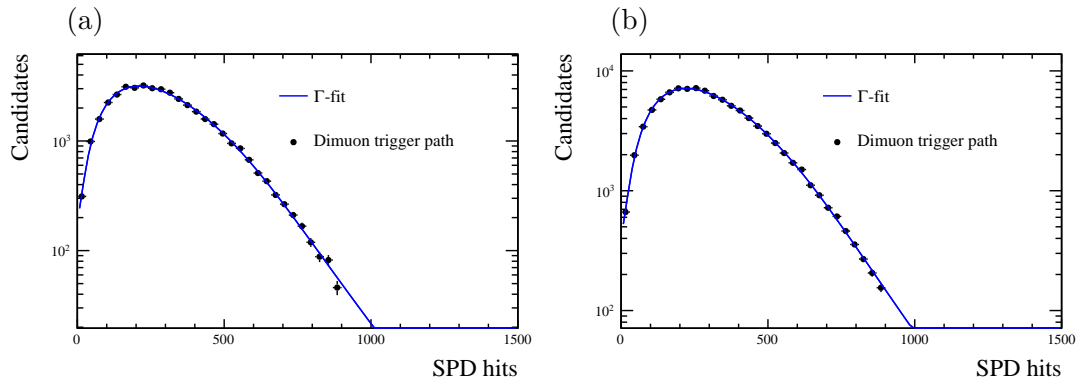 (a)
Candidates
10³
10²
Γ-fit
Dimuon trigger path
0
500
1000
1500
SPD hits
(b)
Candidates
10⁴
10³
10²
Γ-fit
Dimuon trigger path
0
500
1000
1500
SPD hits